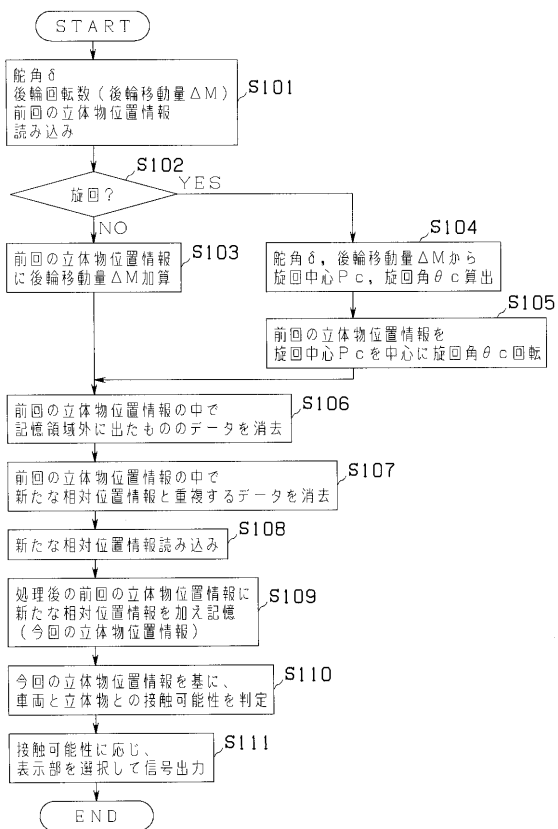 START
舵角δ
後輪回転数(後輪移動量ΔM)
前回の立体物位置情報
読み込み
S101
S102
旋回?
YES
NO
S103
前回の立体物位置情報
に後輪移動量ΔM加算
S104
舵角δ,後輪移動量ΔMから
旋回中心Pc,旋回角θc算出
S105
前回の立体物位置情報を
旋回中心Pcを中心に旋回角θc回転
S106
前回の立体物位置情報の中で
記憶領域外に出たもののデータを消去
S107
前回の立体物位置情報の中で
新たな相対位置情報と重複するデータを消去
S108
新たな相対位置情報読み込み
S109
処理後の前回の立体物位置情報に
新たな相対位置情報を加え記憶
(今回の立体物位置情報)
S110
今回の立体物位置情報を基に、
車両と立体物との接触可能性を判定
S111
接触可能性に応じ、
表示部を選択して信号出力
END